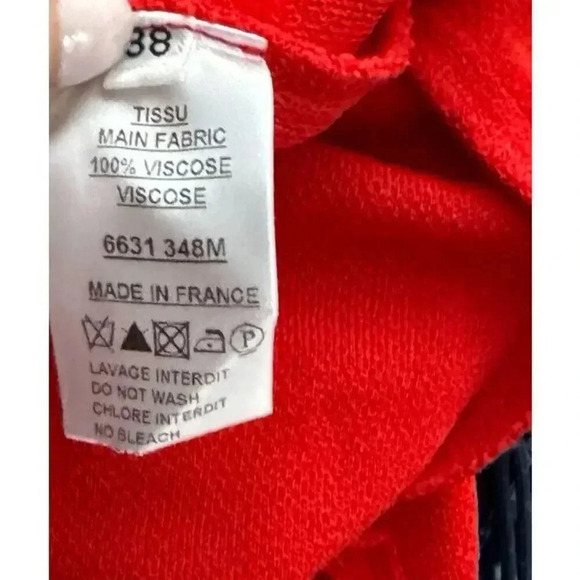 38
TISSU
MAIN FABRIC
100% VISCOSE
VISCOSE
6631 348M
MADE IN FRANCE
P
LAVAGE INTERDIT
DO NOT WASH
CHLORE INTERDIT
NO BLEACH